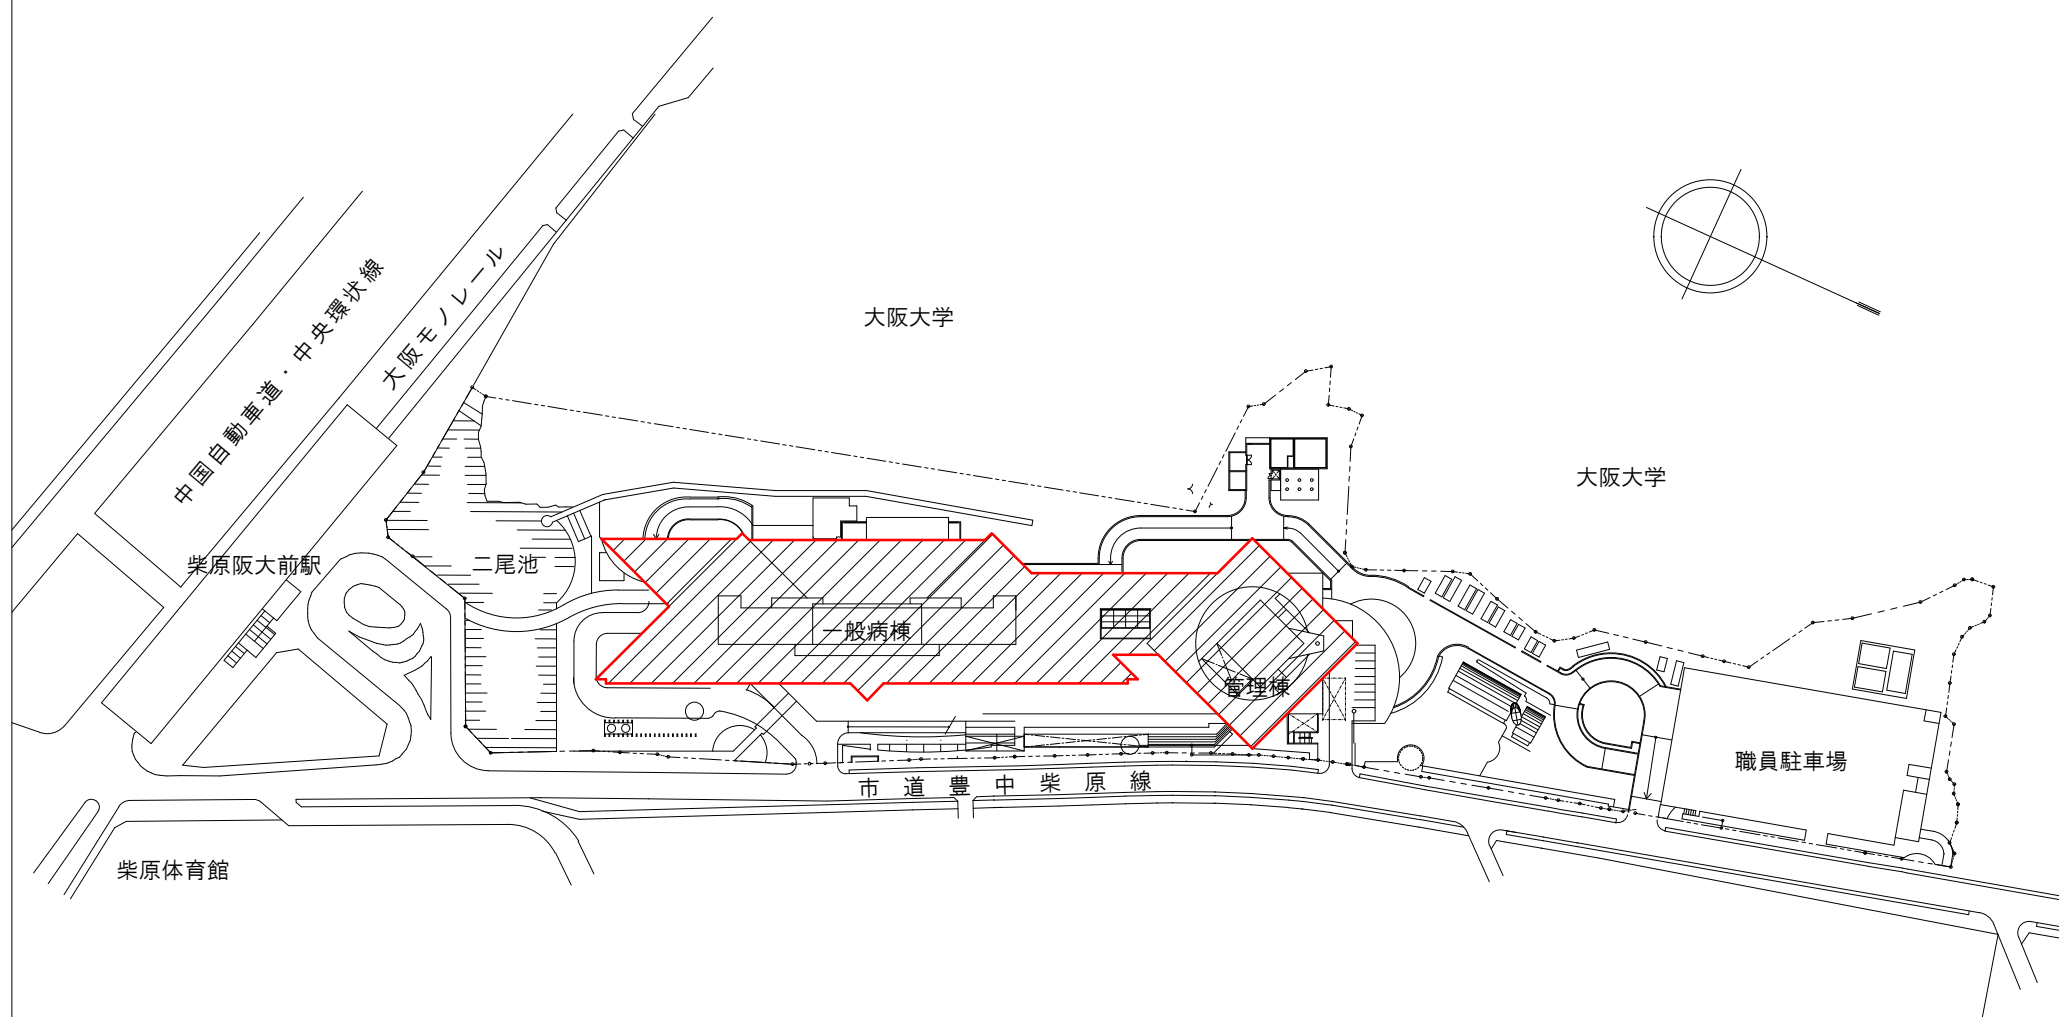 中国自動車道・中央環状線
大阪モノレール
大阪大学
大阪大学
柴原阪大前駅
二尾池
一般病棟
管理棟
職員駐車場
市道豊中柴原線
柴原体育館